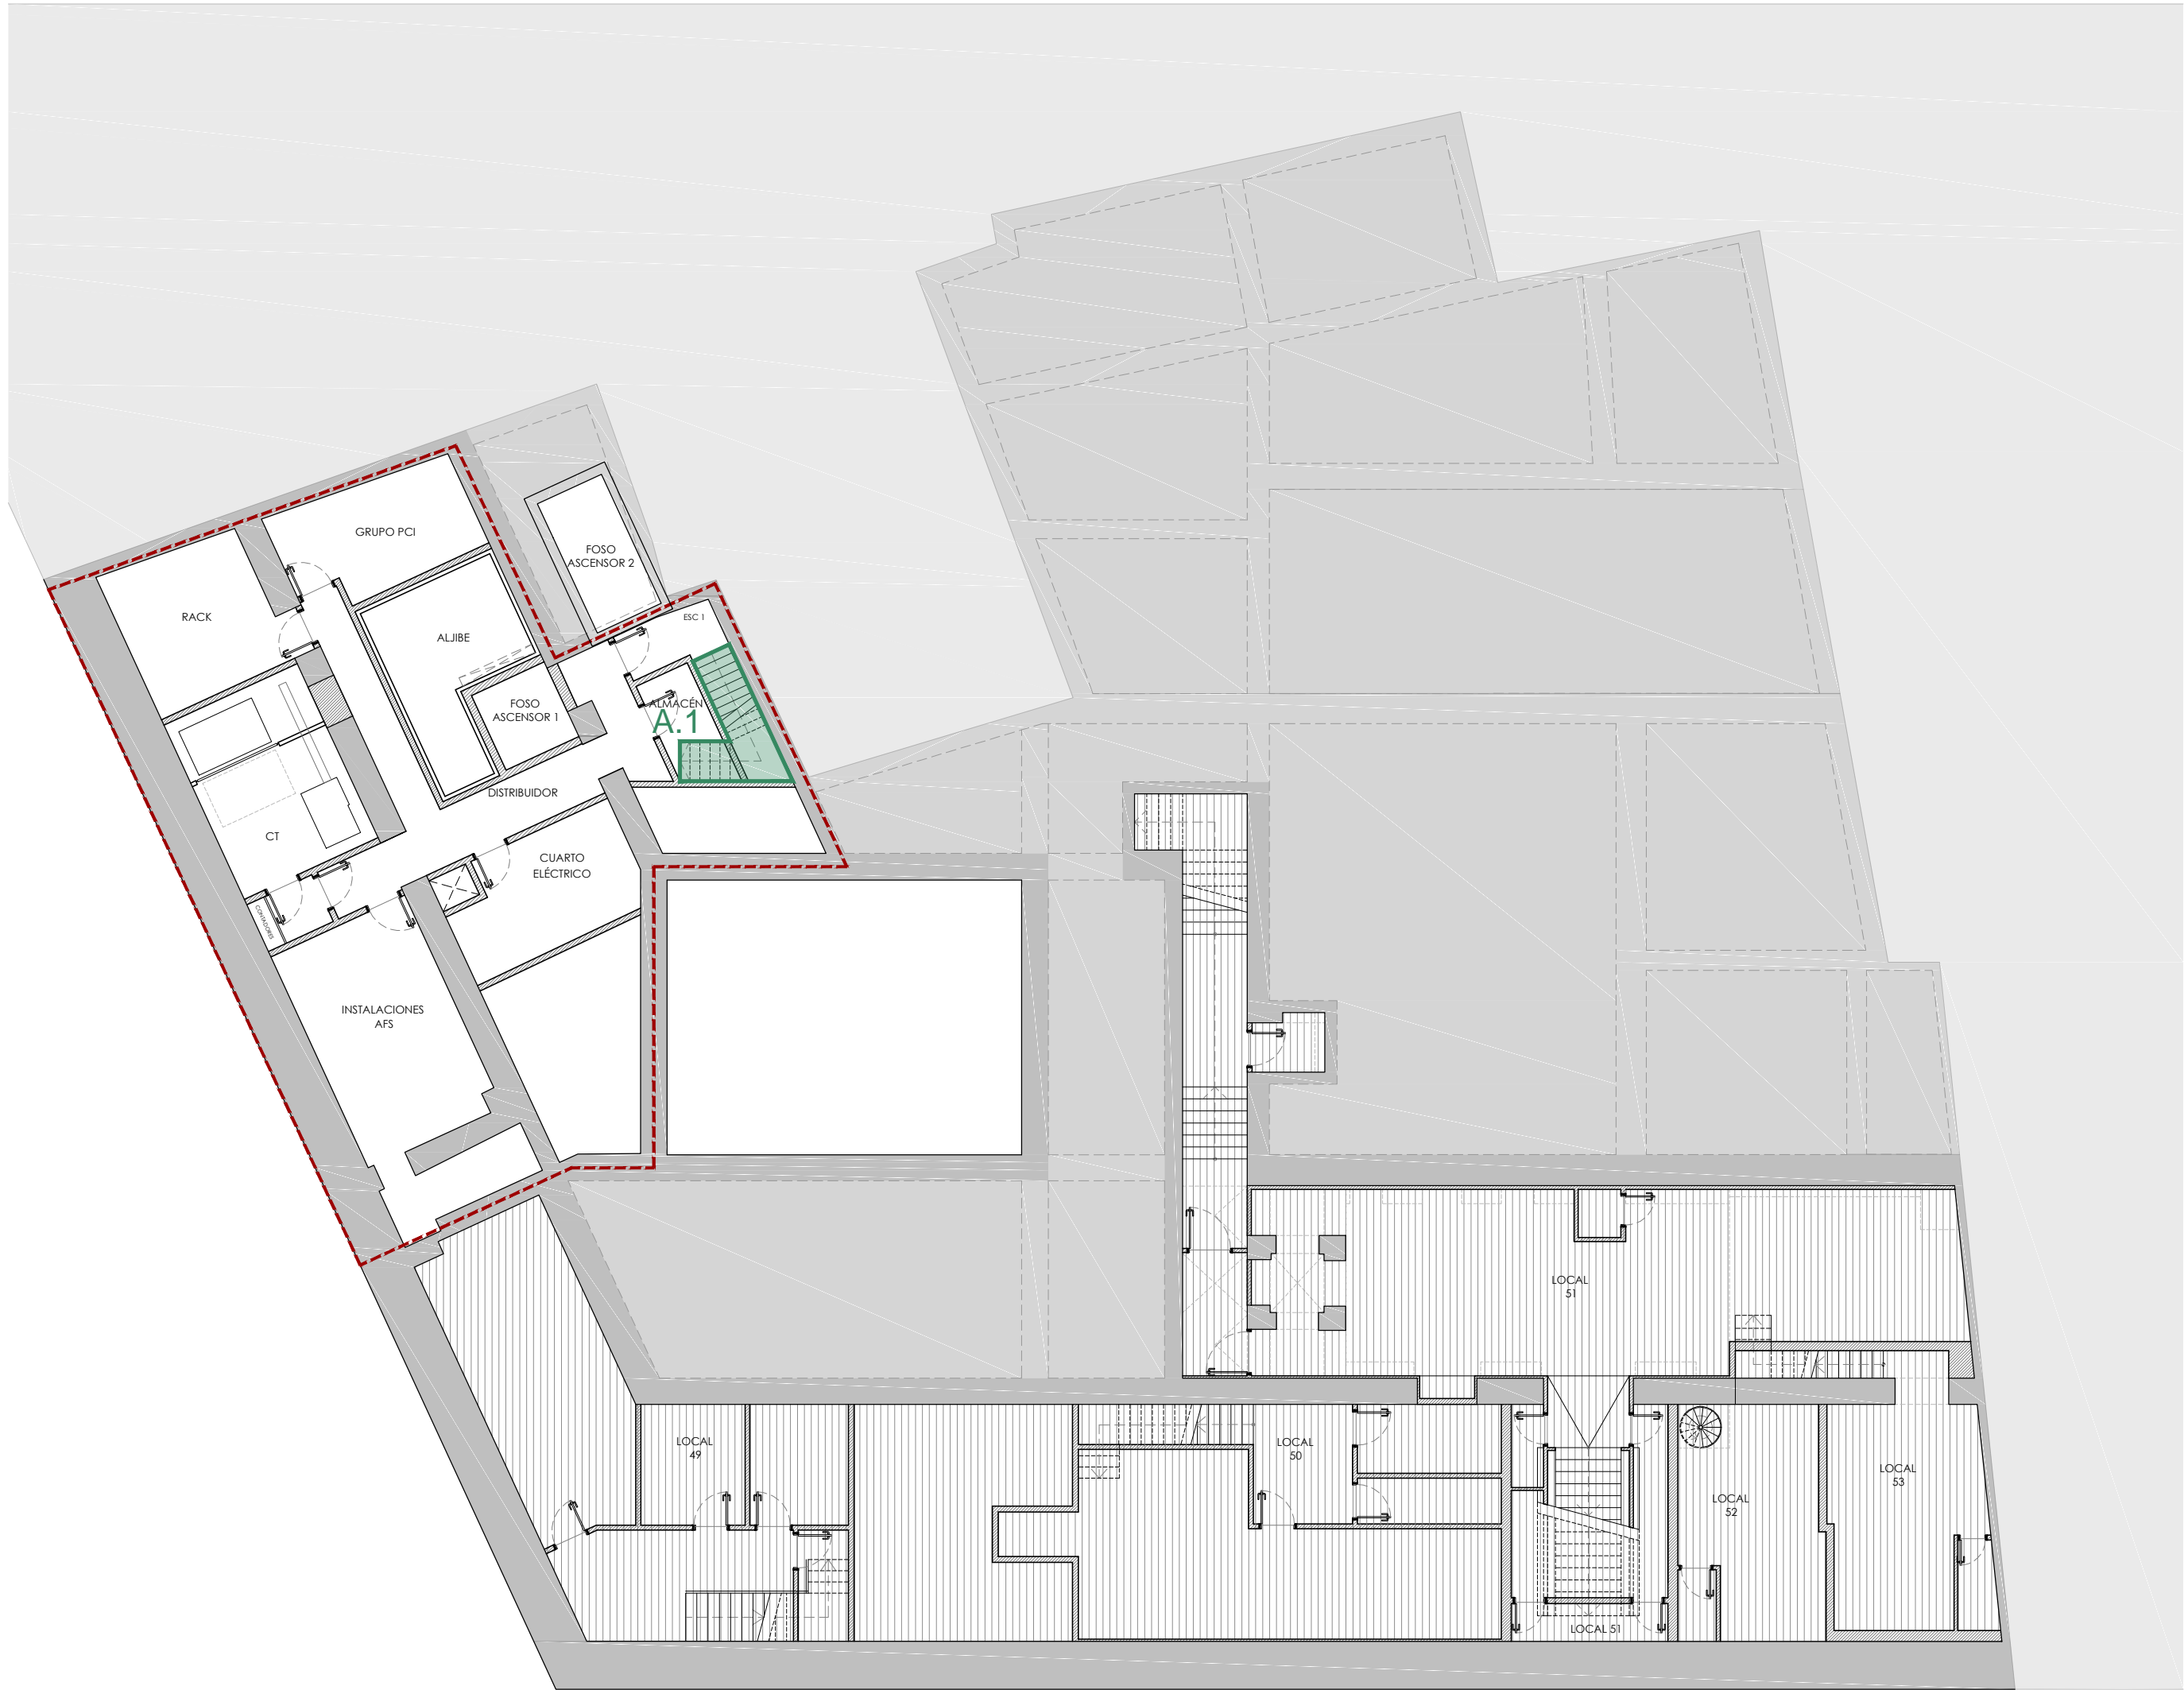 GRUPO PCI
FOSO
ASCENSOR 2
RACK
ESC 1
ALJIBE
FOSO
ASCENSOR 1
ALMACÉN
A.1
DISTRIBUIDOR
CT
CUARTO
ELÉCTRICO
CONTADORES
INSTALACIONES
AFS
LOCAL
51
LOCAL
49
LOCAL
50
LOCAL
53
LOCAL
52
LOCAL 51